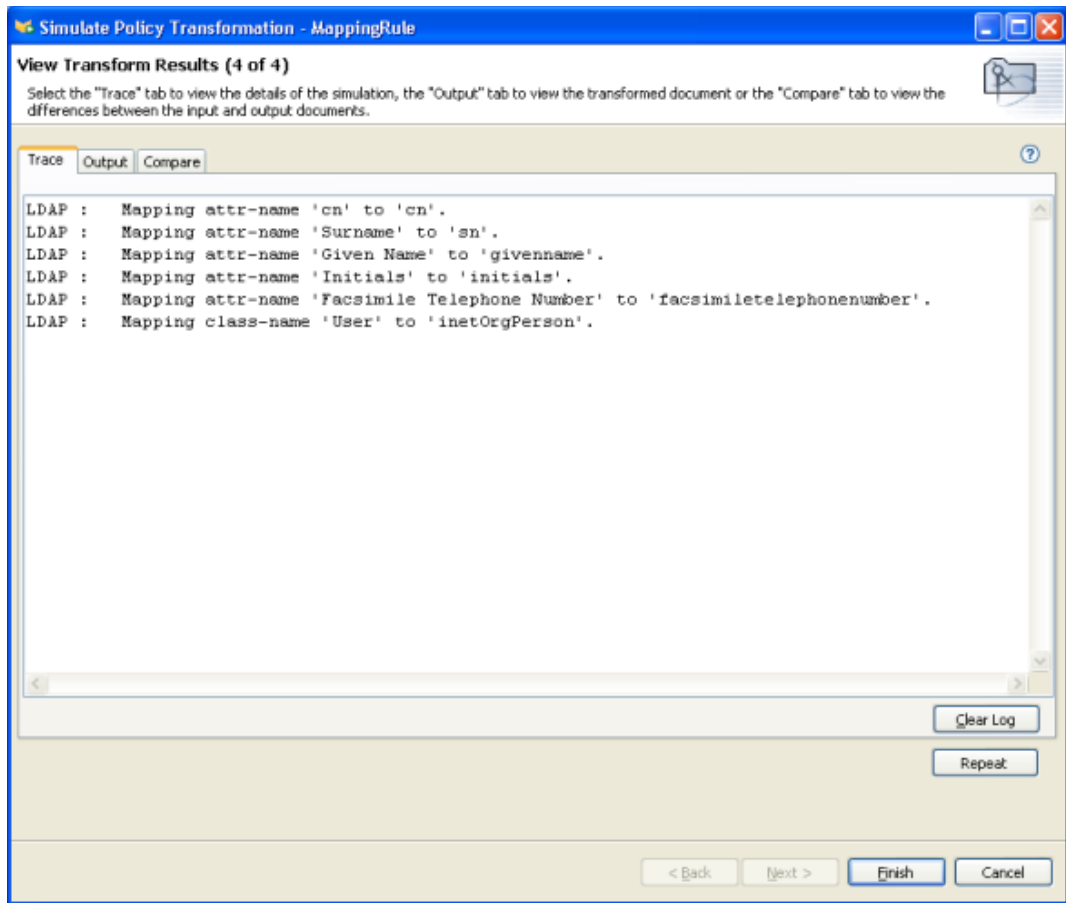 Simulate Policy Transformation - MappingRule
View Transform Results (4 of 4)
Select the "Trace" tab to view the details of the simulation, the "Output" tab to view the transformed document or the "Compare" tab to view the
differences between the input and output documents.
Trace Output Compare ?
LDAP : Mapping attr-name 'cn' to 'cn'.
LDAP : Mapping attr-name 'Surname' to 'sn'.
LDAP : Mapping attr-name 'Given Name' to 'givenname'.
LDAP : Mapping attr-name 'Initials' to 'initials'.
LDAP : Mapping attr-name 'Facsimile Telephone Number' to 'facsimiletelephonenumber'.
LDAP : Mapping class-name 'User' to 'inetOrgPerson'.
Clear Log
Repeat
< Back Next > Finish Cancel